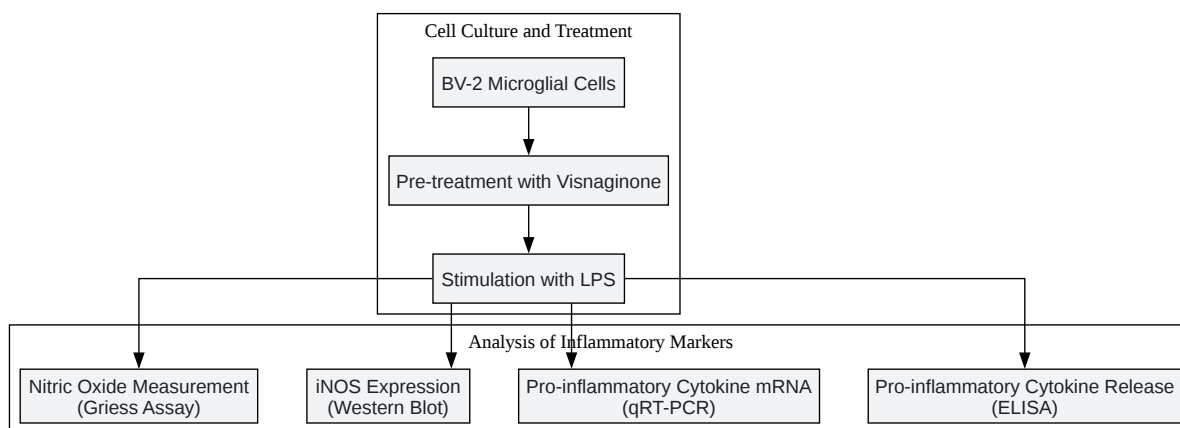 Cell Culture and Treatment
BV-2 Microglial Cells
Pre-treatment with Visnaginone
Stimulation with LPS
Analysis of Inflammatory Markers
Nitric Oxide Measurement
(Griess Assay)
iNOS Expression
(Western Blot)
Pro-inflammatory Cytokine mRNA
(qRT-PCR)
Pro-inflammatory Cytokine Release
(ELISA)